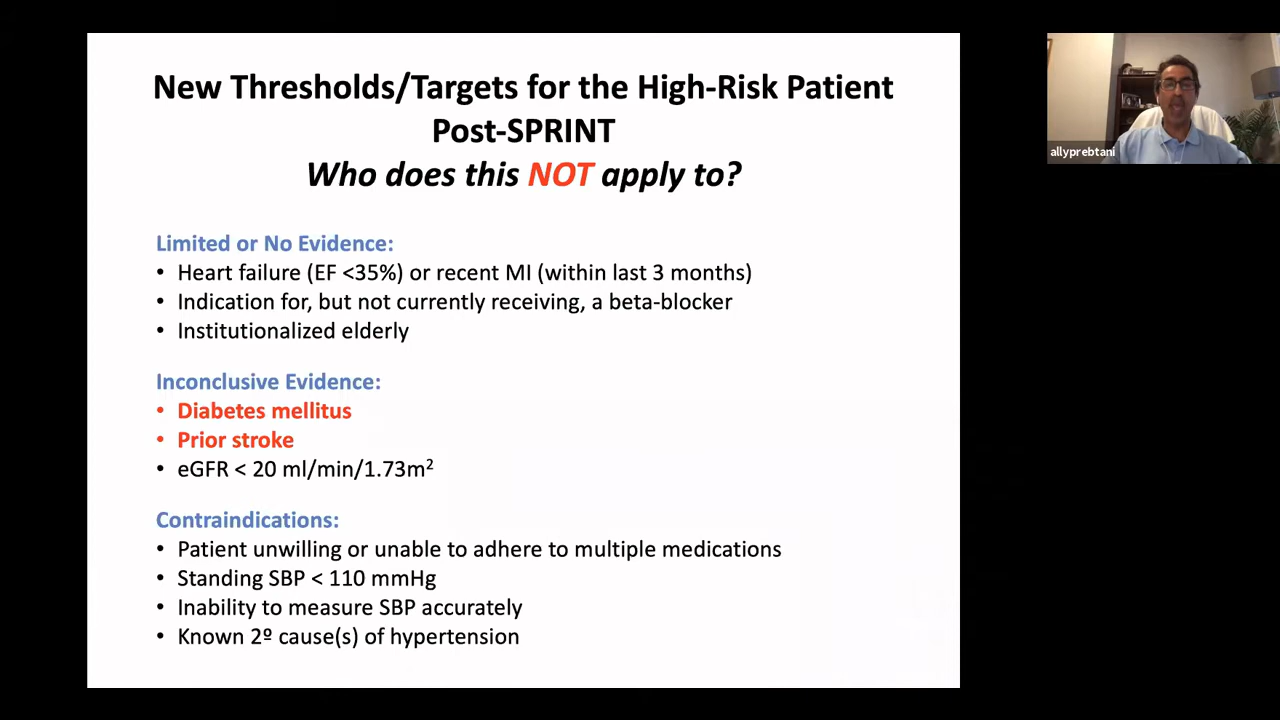 New Thresholds/Targets for the High-Risk Patient
Post-SPRINT
Who does this NOT apply to?
Limited or No Evidence:
• Heart failure (EF <35%) or recent MI (within last 3 months)
• Indication for, but not currently receiving, a beta-blocker
• Institutionalized elderly
Inconclusive Evidence:
• Diabetes mellitus
• Prior stroke
• eGFR < 20 ml/min/1.73m²
Contraindications:
• Patient unwilling or unable to adhere to multiple medications
• Standing SBP < 110 mmHg
• Inability to measure SBP accurately
• Known 2º cause(s) of hypertension
allyprebtani